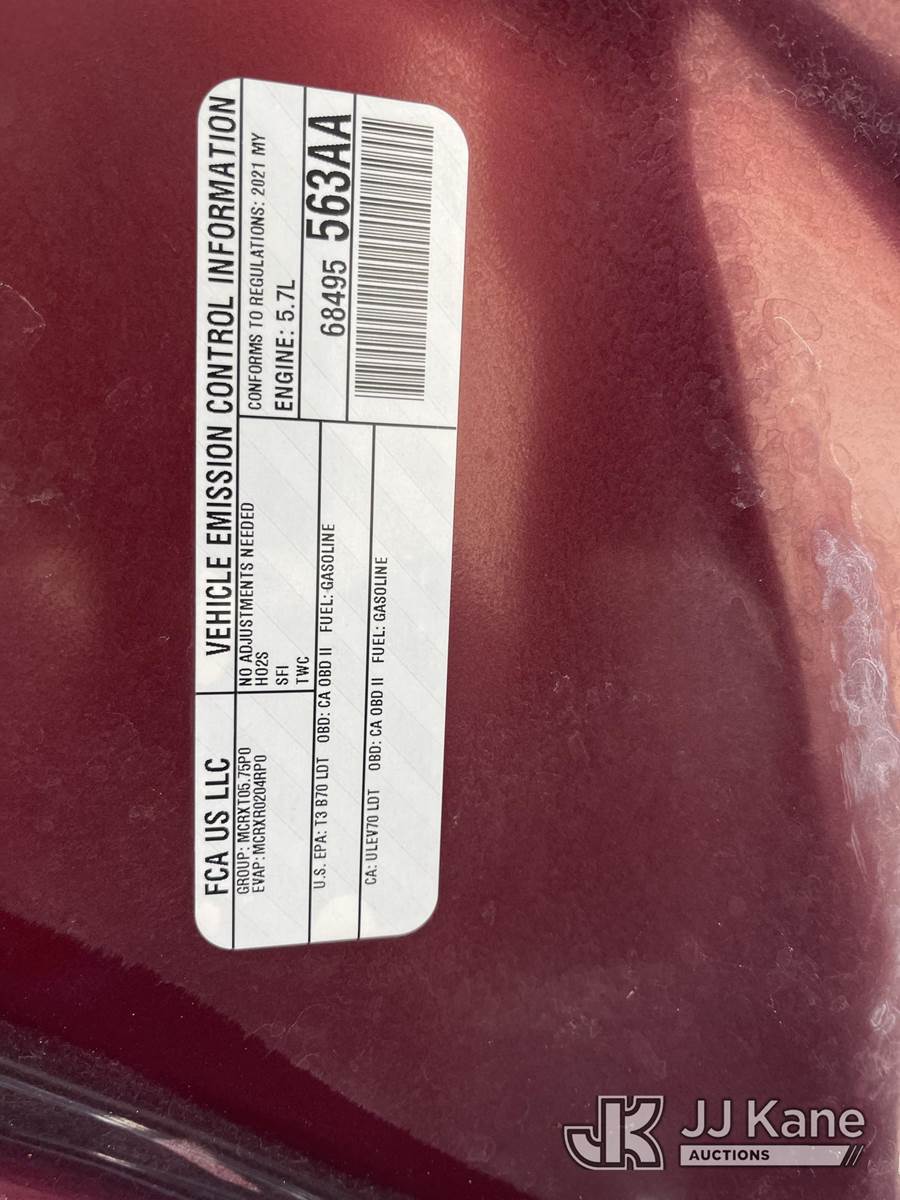 FCA US LLC
VEHICLE EMISSION CONTROL INFORMATION
GROUP: MCRXT05.75P0
EVAP: MCRXR0204RP0
NO ADJUSTMENTS NEEDED
HO2S
SFI
TWC
CONFORMS TO REGULATIONS: 2021 MY
ENGINE: 5.7L
U.S. EPA: T3 B70 LDT OBD: CA OBD II FUEL: GASOLINE
CA: ULEV70 LDT OBD: CA OBD II FUEL: GASOLINE
68495 563AA
JK JJ Kane
AUCTIONS